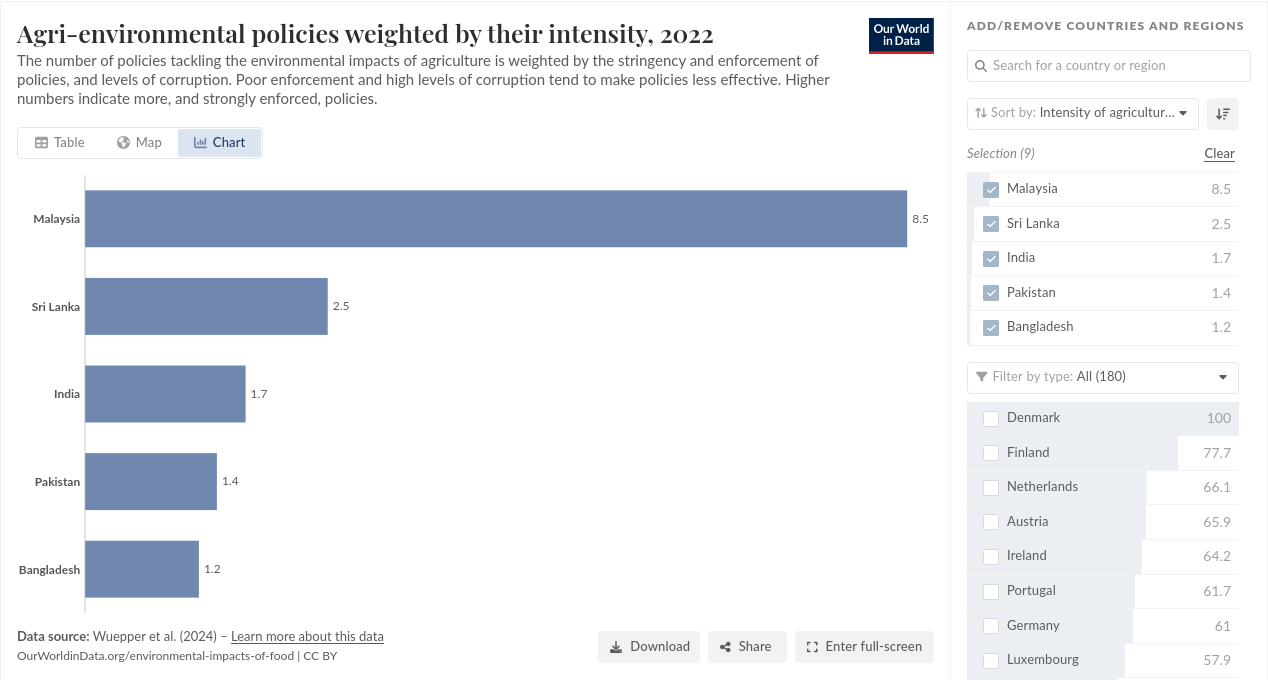 Agri-environmental policies weighted by their intensity, 2022
The number of policies tackling the environmental impacts of agriculture is weighted by the stringency and enforcement of
policies, and levels of corruption. Poor enforcement and high levels of corruption tend to make policies less effective. Higher
numbers indicate more, and strongly enforced, policies.
Our World
in Data
Table
Map
Chart
Malaysia 8.5
Sri Lanka 2.5
India 1.7
Pakistan 1.4
Bangladesh 1.2
Data source: Wuepper et al. (2024) – Learn more about this data
OurWorldinData.org/environmental-impacts-of-food | CC BY
Download
Share
Enter full-screen
ADD/REMOVE COUNTRIES AND REGIONS
Search for a country or region
Sort by: Intensity of agricultur...
Selection (9) Clear
Malaysia 8.5
Sri Lanka 2.5
India 1.7
Pakistan 1.4
Bangladesh 1.2
Filter by type: All (180)
Denmark 100
Finland 77.7
Netherlands 66.1
Austria 65.9
Ireland 64.2
Portugal 61.7
Germany 61
Luxembourg 57.9